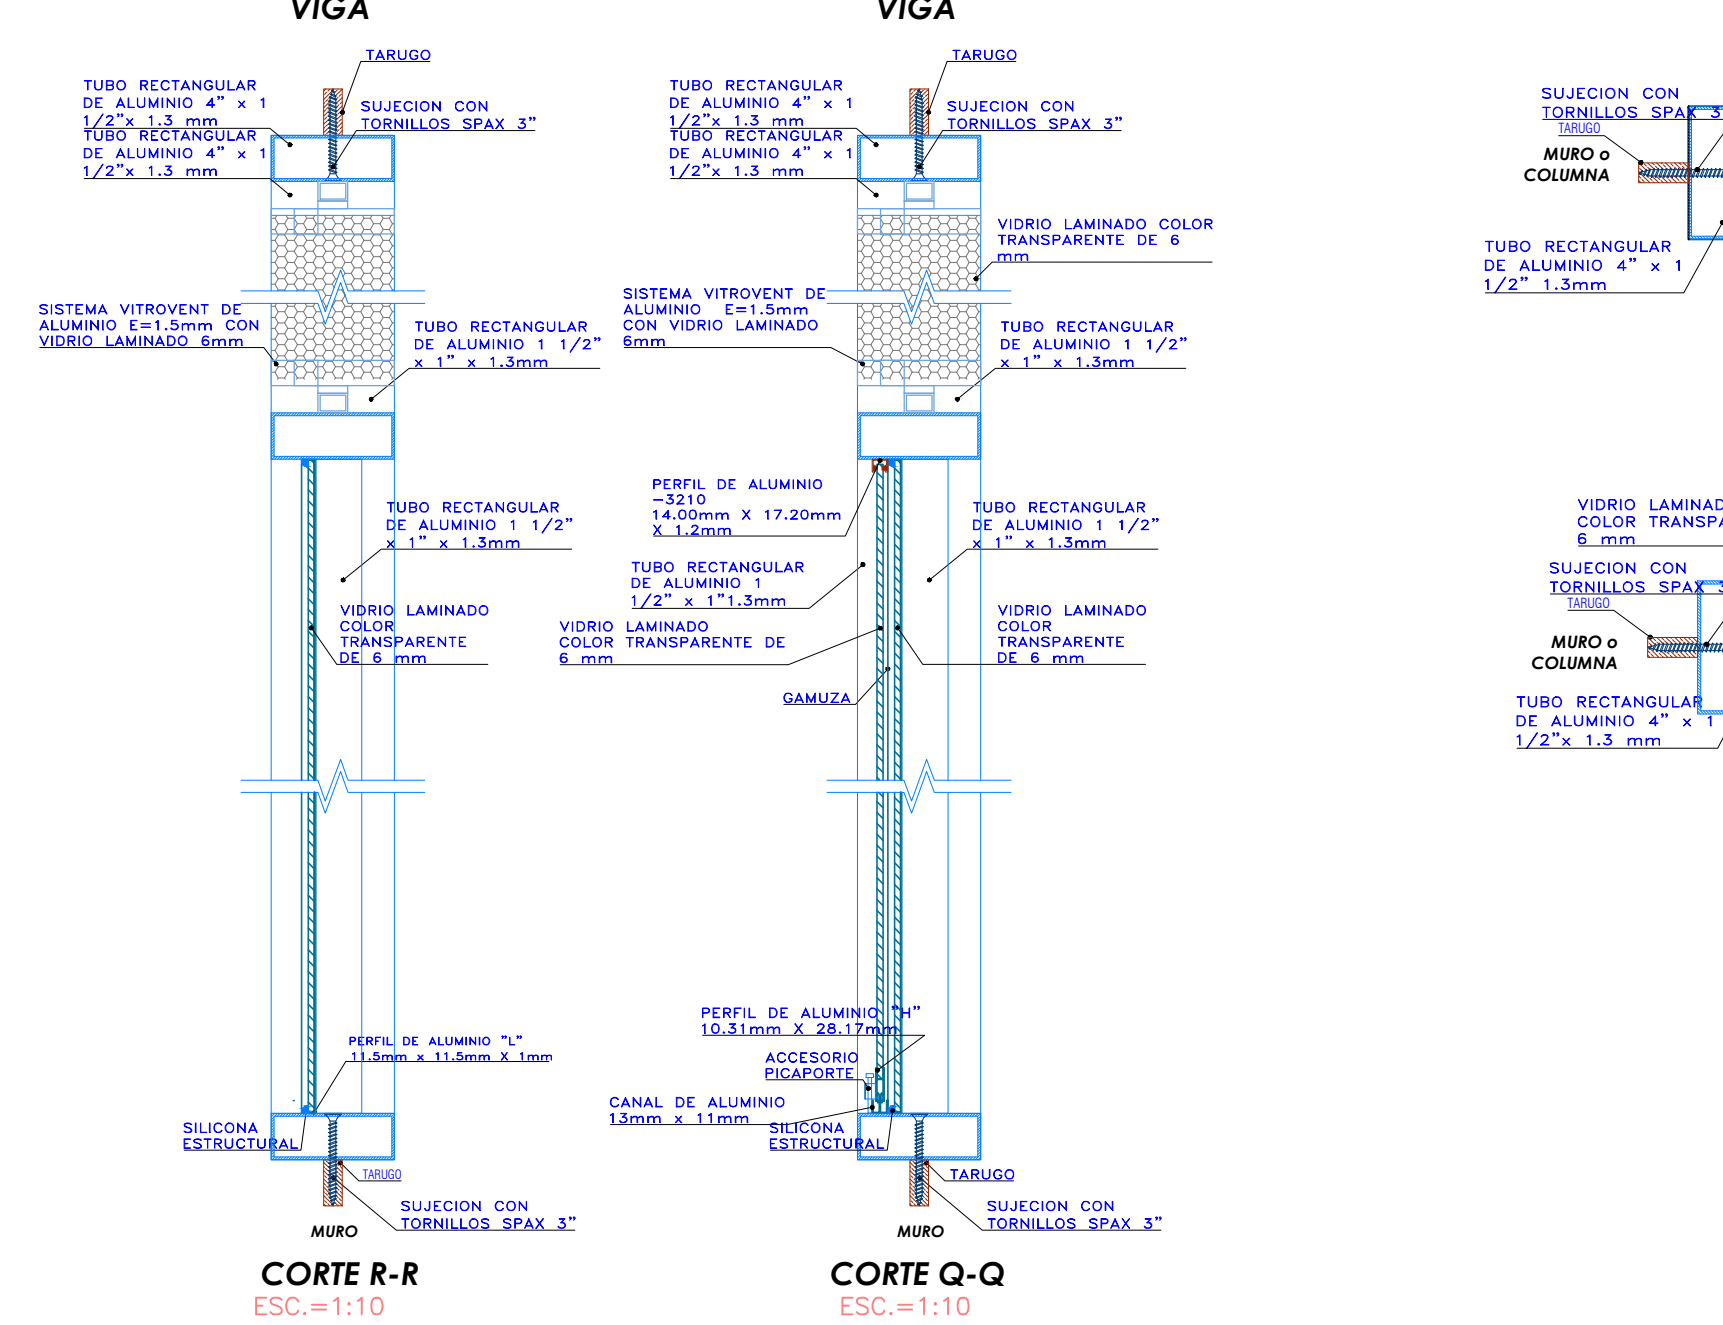 VIGA
TARUGO
TUBO RECTANGULAR
DE ALUMINIO 4” x 1
1/2”x 1.3 mm
TUBO RECTANGULAR
DE ALUMINIO 4” x 1
1/2”x 1.3 mm
SUJECION CON
TORNILLOS SPAX 3”
SISTEMA VITROVENT DE
ALUMINIO E=1.5mm CON
VIDRIO LAMINADO 6mm
TUBO RECTANGULAR
DE ALUMINIO 1 1/2”
x 1” x 1.3mm
TUBO RECTANGULAR
DE ALUMINIO 1 1/2”
x 1” x 1.3mm
VIDRIO LAMINADO
COLOR
TRANSPARENTE
DE 6 mm
PERFIL DE ALUMINIO ”L”
11.5mm x 11.5mm X 1mm
SILICONA
ESTRUCTURAL
TARUGO
SUJECION CON
TORNILLOS SPAX 3”
MURO
CORTE R-R
ESC.=1:10
VIGA
TARUGO
TUBO RECTANGULAR
DE ALUMINIO 4” x 1
1/2”x 1.3 mm
TUBO RECTANGULAR
DE ALUMINIO 4” x 1
1/2”x 1.3 mm
SUJECION CON
TORNILLOS SPAX 3”
VIDRIO LAMINADO COLOR
TRANSPARENTE DE 6
mm
SISTEMA VITROVENT DE
ALUMINIO E=1.5mm
CON VIDRIO LAMINADO
6mm
TUBO RECTANGULAR
DE ALUMINIO 1 1/2”
x 1” x 1.3mm
PERFIL DE ALUMINIO
-3210
14.00mm X 17.20mm
X 1.2mm
TUBO RECTANGULAR
DE ALUMINIO 1 1/2”
x 1” x 1.3mm
TUBO RECTANGULAR
DE ALUMINIO 1
1/2” x 1”1.3mm
VIDRIO LAMINADO
COLOR TRANSPARENTE DE
6 mm
VIDRIO LAMINADO
COLOR
TRANSPARENTE
DE 6 mm
GAMUZA
PERFIL DE ALUMINIO ”H”
10.31mm X 28.17mm
ACCESORIO
PICAPORTE
CANAL DE ALUMINIO
13mm x 11mm
SILICONA
ESTRUCTURAL
TARUGO
SUJECION CON
TORNILLOS SPAX 3”
MURO
CORTE Q-Q
ESC.=1:10
SUJECION CON
TORNILLOS SPAX 3
TARUGO
MURO o
COLUMNA
TUBO RECTANGULAR
DE ALUMINIO 4” x 1
1/2” 1.3mm
VIDRIO LAMINAD
COLOR TRANSPA
6 mm
SUJECION CON
TORNILLOS SPAX 3
TARUGO
MURO o
COLUMNA
TUBO RECTANGULAR
DE ALUMINIO 4” x 1
1/2”x 1.3 mm